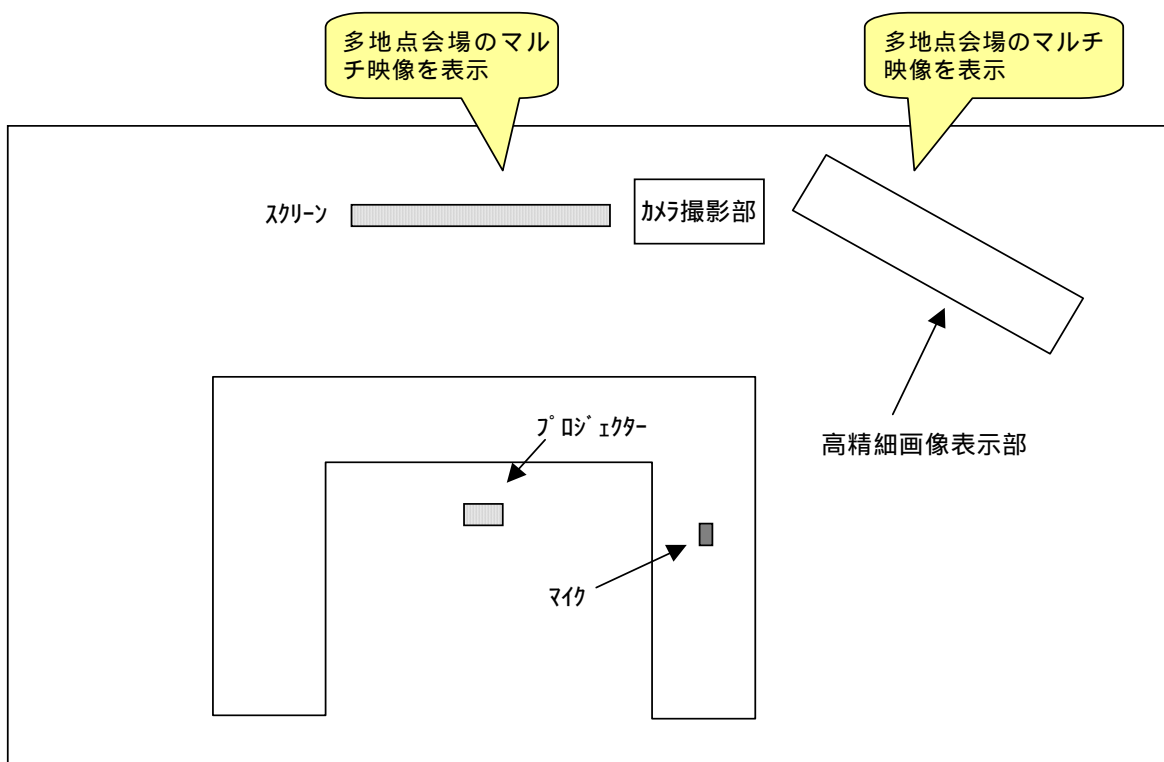 多地点会場のマル
チ映像を表示
多地点会場のマルチ
映像を表示
ｽｸﾘｰﾝ
ｶﾒﾗ撮影部
ﾌﾟﾛｼﾞｪｸﾀｰ
高精細画像表示部
ﾏｲｸ